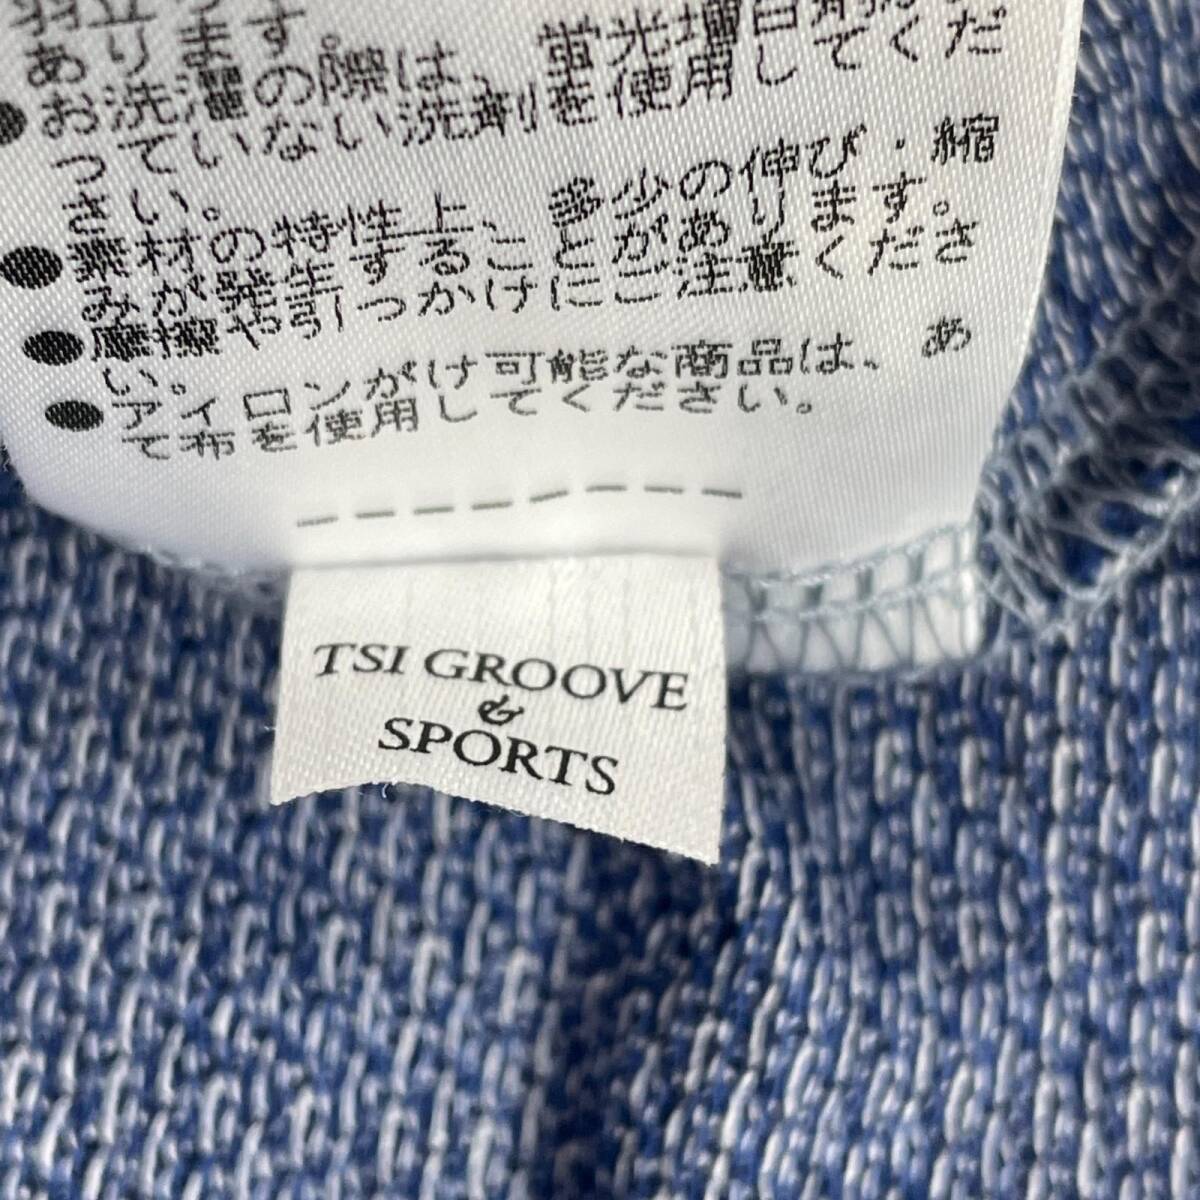 あります。
●お洗濯の際は、蛍光増白剤
っていない洗剤を使用してくだ
さい。
●素材の特性上、多少の伸び・縮
みが発生することがあります。
●摩擦や引っかけにご注意くださ
い。
●アイロンがけ可能な商品は、あ
て布を使用してください。
TSI GROOVE
&
SPORTS